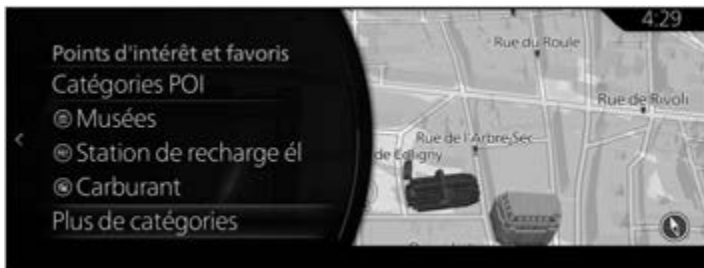 4:29
Points d'intérêt et favoris
Catégories POI
Musées
Station de recharge él
Carburant
Plus de catégories
Rue du Roule
Rue de Rivoli
Rue de l'Arbre-Sec
de Coligny